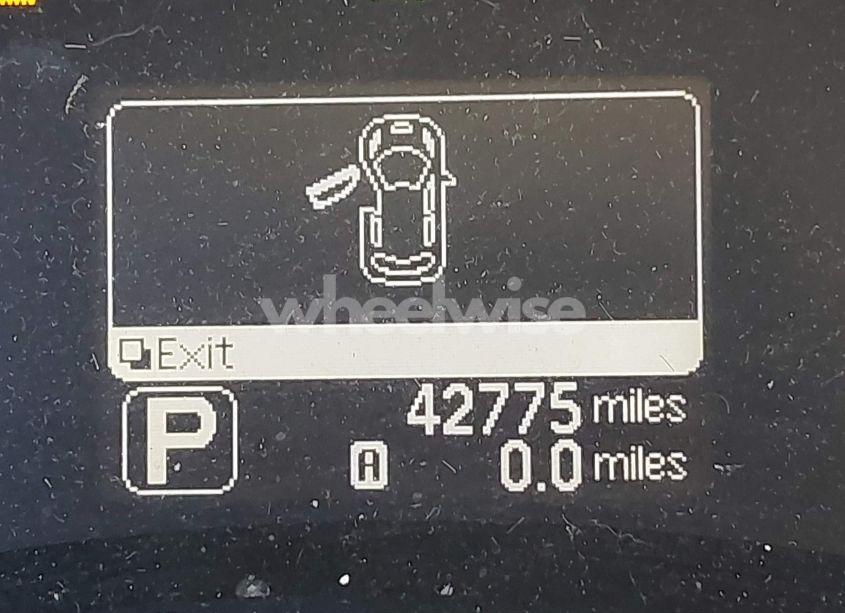 wheelwise
Exit
P
42775 miles
A 0.0 miles